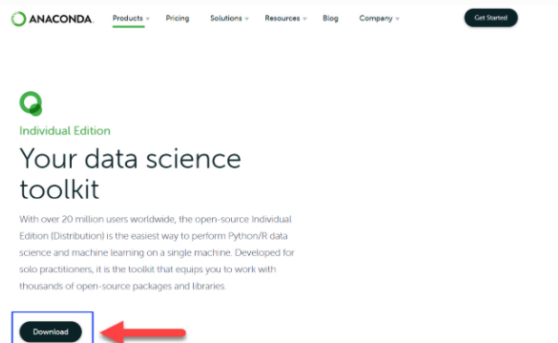 ANACONDA. Products Pricing Solutions Resources Blog Company Get Started
Individual Edition
Your data science
toolkit
With over 20 million users worldwide, the open-source Individual
Edition (Distribution) is the easiest way to perform Python/R data
science and machine learning on a single machine. Developed for
solo practitioners, it is the toolkit that equips you to work with
thousands of open-source packages and libraries.
Download